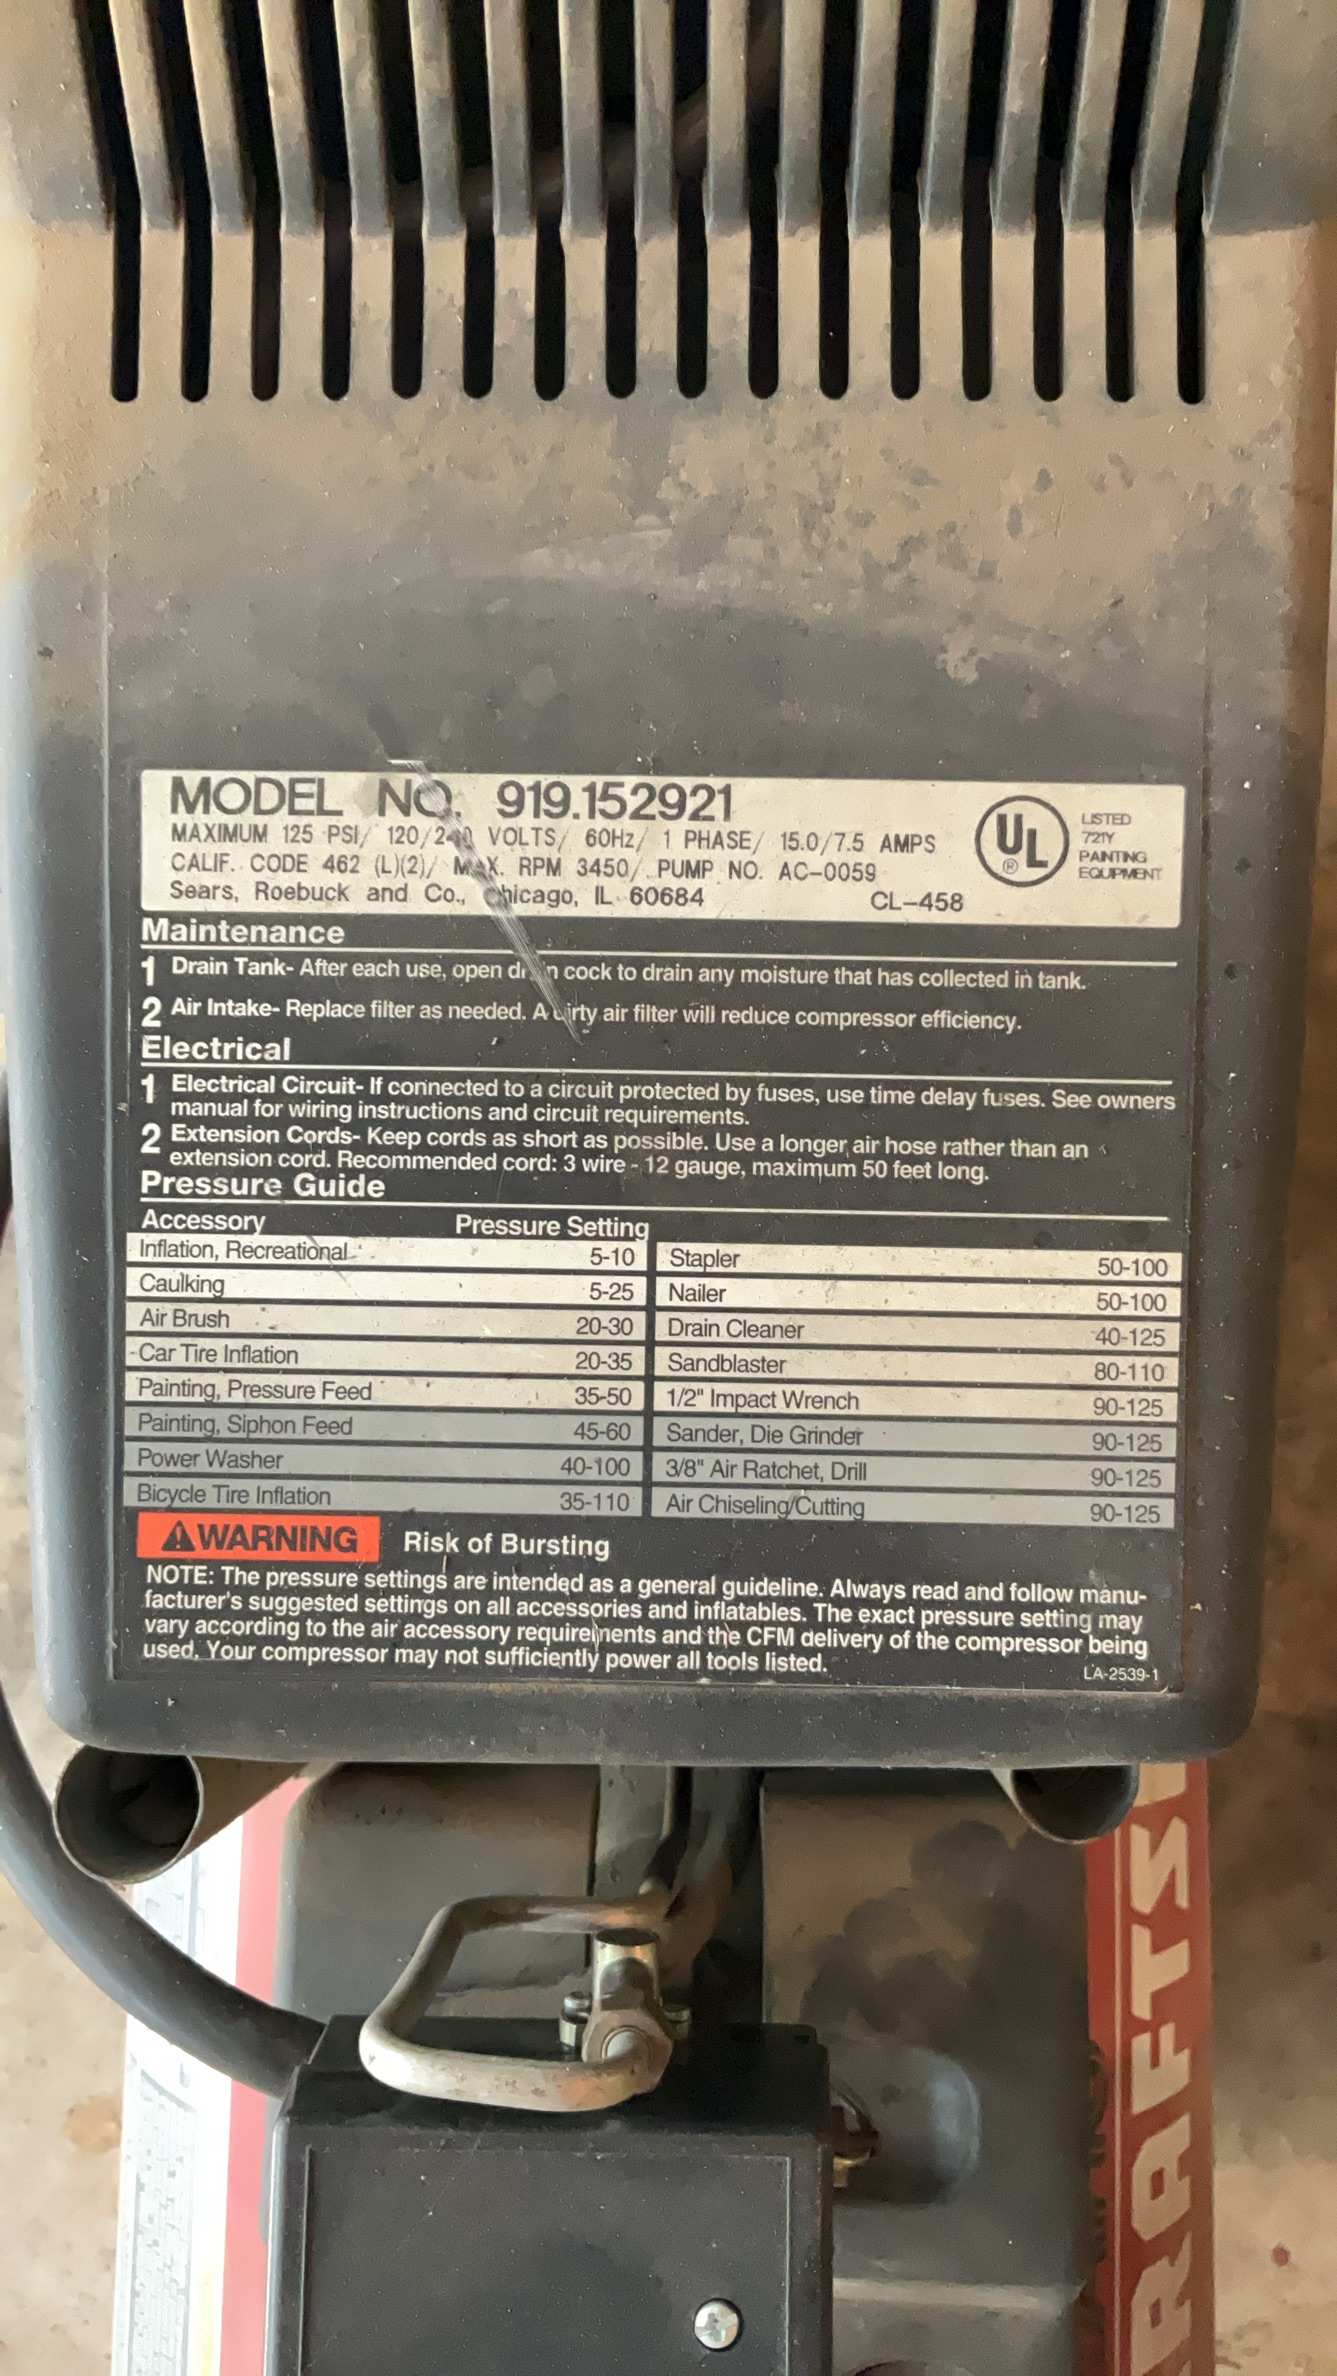 MODEL NO. 919.152921
MAXIMUM 125 PSI/ 120/240 VOLTS/ 60Hz/ 1 PHASE/ 15.0/7.5 AMPS
CALIF. CODE 462 (L)(2)/ MAX. RPM 3450/ PUMP NO. AC-0059
Sears, Roebuck and Co., Chicago, IL 60684 CL-458
UL ®
LISTED
721Y
PAINTING
EQUIPMENT
Maintenance
1 Drain Tank- After each use, open drain cock to drain any moisture that has collected in tank.
2 Air Intake- Replace filter as needed. A dirty air filter will reduce compressor efficiency.
Electrical
1 Electrical Circuit- If connected to a circuit protected by fuses, use time delay fuses. See owners
manual for wiring instructions and circuit requirements.
2 Extension Cords- Keep cords as short as possible. Use a longer air hose rather than an
extension cord. Recommended cord: 3 wire - 12 gauge, maximum 50 feet long.
Pressure Guide
Accessory Pressure Setting
Inflation, Recreational 5-10 Stapler 50-100
Caulking 5-25 Nailer 50-100
Air Brush 20-30 Drain Cleaner 40-125
Car Tire Inflation 20-35 Sandblaster 80-110
Painting, Pressure Feed 35-50 1/2" Impact Wrench 90-125
Painting, Siphon Feed 45-60 Sander, Die Grinder 90-125
Power Washer 40-100 3/8" Air Ratchet, Drill 90-125
Bicycle Tire Inflation 35-110 Air Chiseling/Cutting 90-125
WARNING Risk of Bursting
NOTE: The pressure settings are intended as a general guideline. Always read and follow manu-
facturer's suggested settings on all accessories and inflatables. The exact pressure setting may
vary according to the air accessory requirements and the CFM delivery of the compressor being
used. Your compressor may not sufficiently power all tools listed.
LA-2539-1
RAFTS